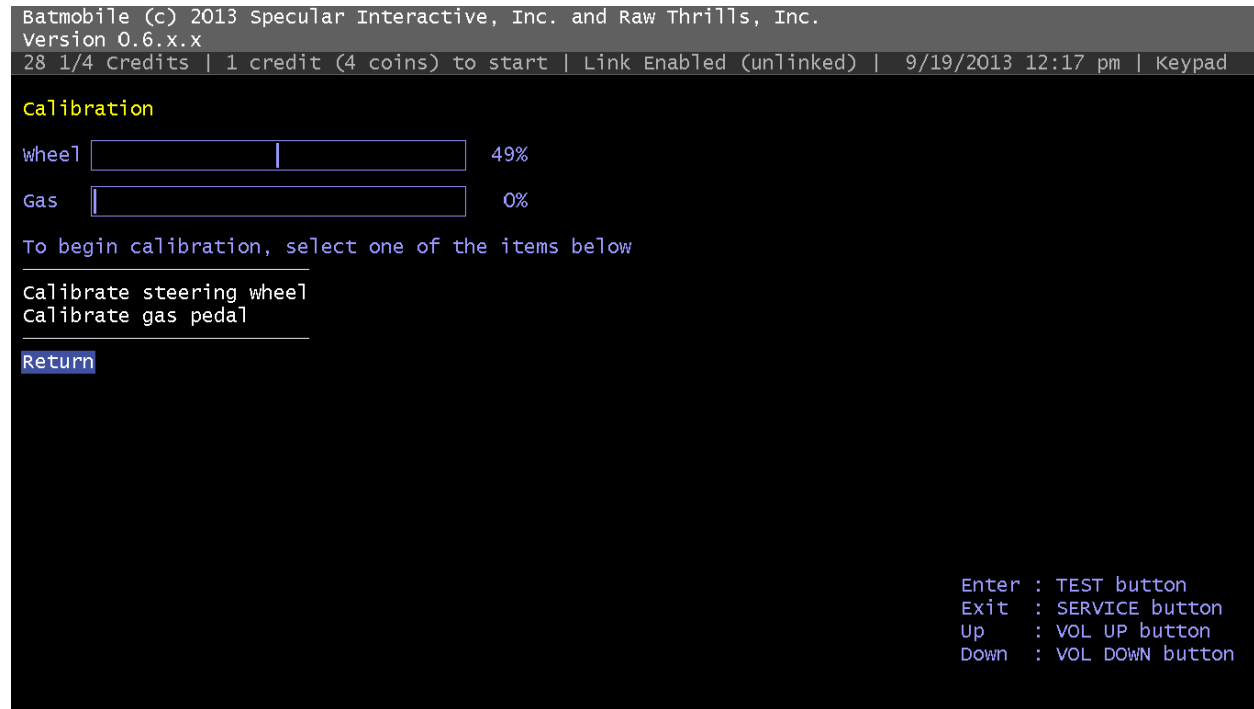 Batmobile (c) 2013 Specular Interactive, Inc. and Raw Thrills, Inc.
Version 0.6.x.x
28 1/4 Credits | 1 credit (4 coins) to start | Link Enabled (unlinked) | 9/19/2013 12:17 pm | Keypad
Calibration
Wheel 49%
Gas 0%
To begin calibration, select one of the items below
Calibrate steering wheel
Calibrate gas pedal
Return
Enter : TEST button
Exit : SERVICE button
Up : VOL UP button
Down : VOL DOWN button